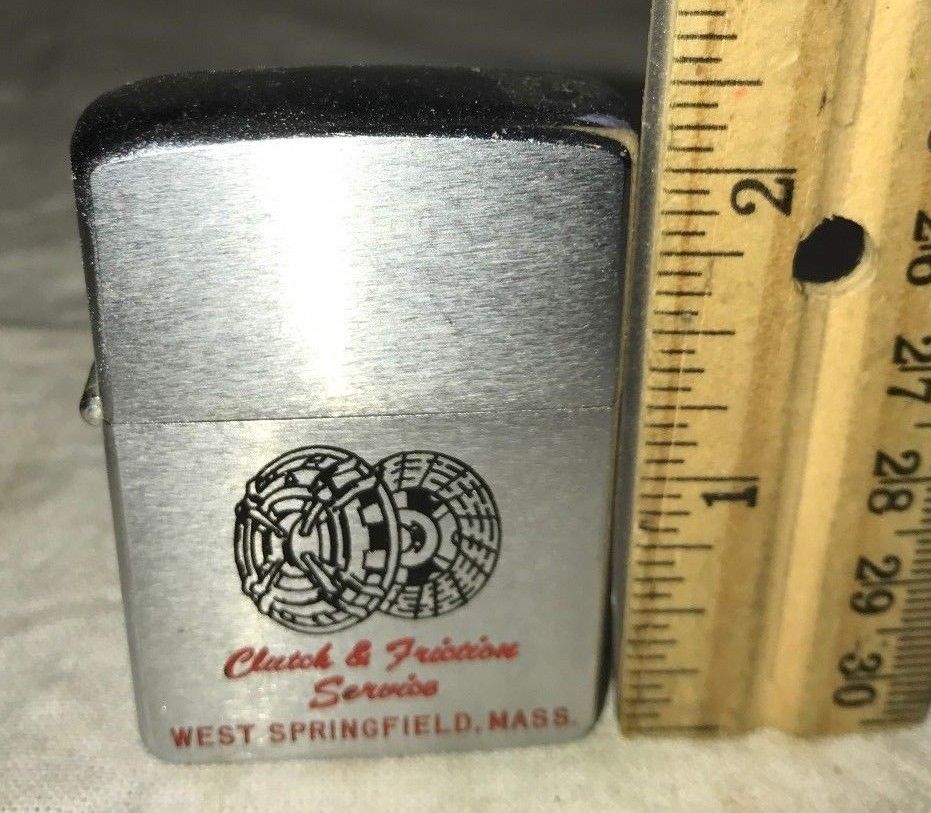 Clutch & Friction
Service
WEST SPRINGFIELD, MASS.
2
1
26
27
28
29
30